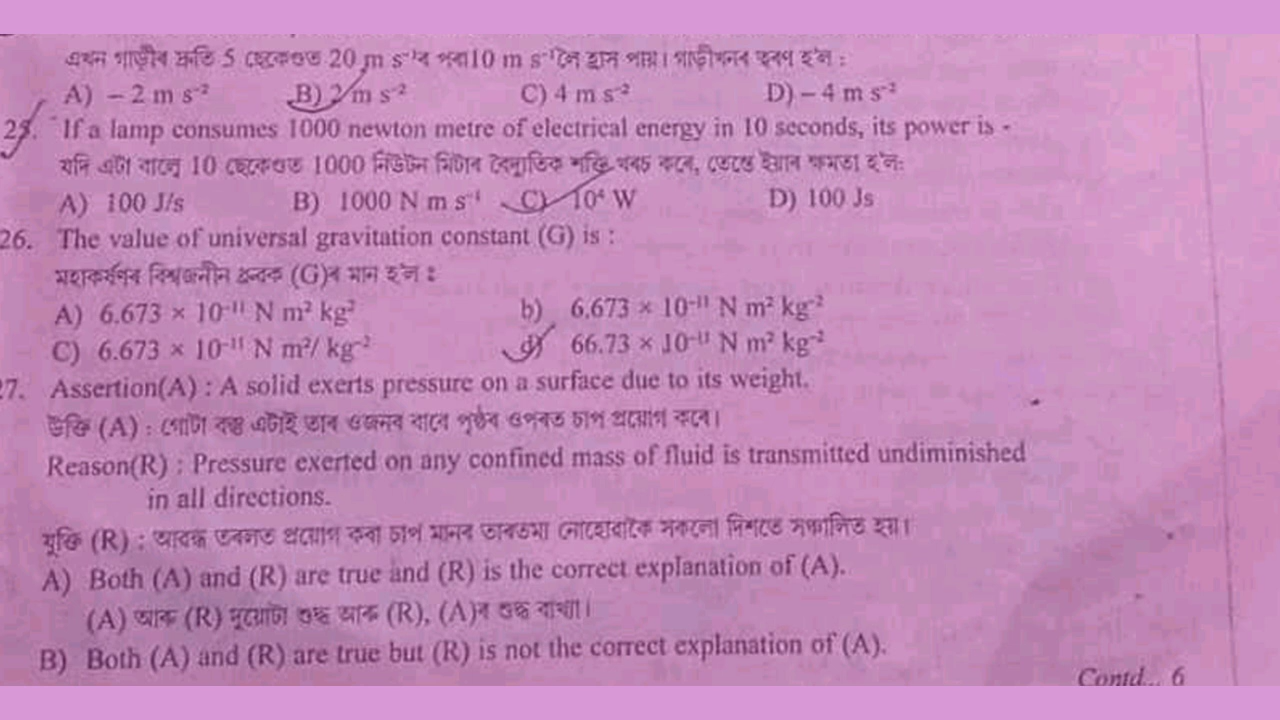 এখন গাড়ীৰ দ্ৰুতি 5 ছেকেণ্ডত 20 m s⁻¹ৰ পৰা 10 m s⁻¹লৈ হ্ৰাস পায়। গাড়ীখনৰ ত্বৰণ হ'ল :
A) – 2 m s⁻² B) 2 m s⁻² C) 4 m s⁻² D) – 4 m s⁻²
25. If a lamp consumes 1000 newton metre of electrical energy in 10 seconds, its power is -
যদি এটা বাল্বে 10 ছেকেণ্ডত 1000 নিউটন মিটাৰ বৈদ্যুতিক শক্তি খৰচ কৰে, তেন্তে ইয়াৰ ক্ষমতা হ'ল:
A) 100 J/s B) 1000 N m s⁻¹ C) 10⁴ W D) 100 Js
26. The value of universal gravitation constant (G) is :
মহাকৰ্ষণৰ বিশ্বজনীন ধ্ৰুৱক (G)ৰ মান হ'ল :
A) 6.673 × 10⁻¹¹ N m² kg² b) 6.673 × 10⁻¹¹ N m² kg⁻²
C) 6.673 × 10⁻¹¹ N m²/ kg⁻² d) 66.73 × 10⁻¹¹ N m² kg⁻²
27. Assertion(A) : A solid exerts pressure on a surface due to its weight.
উক্তি (A) : গোটা বস্তু এটাই তাৰ ওজনৰ বাবে পৃষ্ঠৰ ওপৰত চাপ প্ৰয়োগ কৰে।
Reason(R) : Pressure exerted on any confined mass of fluid is transmitted undiminished
in all directions.
যুক্তি (R) : আবদ্ধ তৰলত প্ৰয়োগ কৰা চাপ মানৰ তাৰতম্য নোহোৱাকৈ সকলো দিশতে সঞ্চালিত হয়।
A) Both (A) and (R) are true and (R) is the correct explanation of (A).
(A) আৰু (R) দুয়োটা শুদ্ধ আৰু (R), (A)ৰ শুদ্ধ ব্যাখ্যা।
B) Both (A) and (R) are true but (R) is not the correct explanation of (A).
Contd... 6